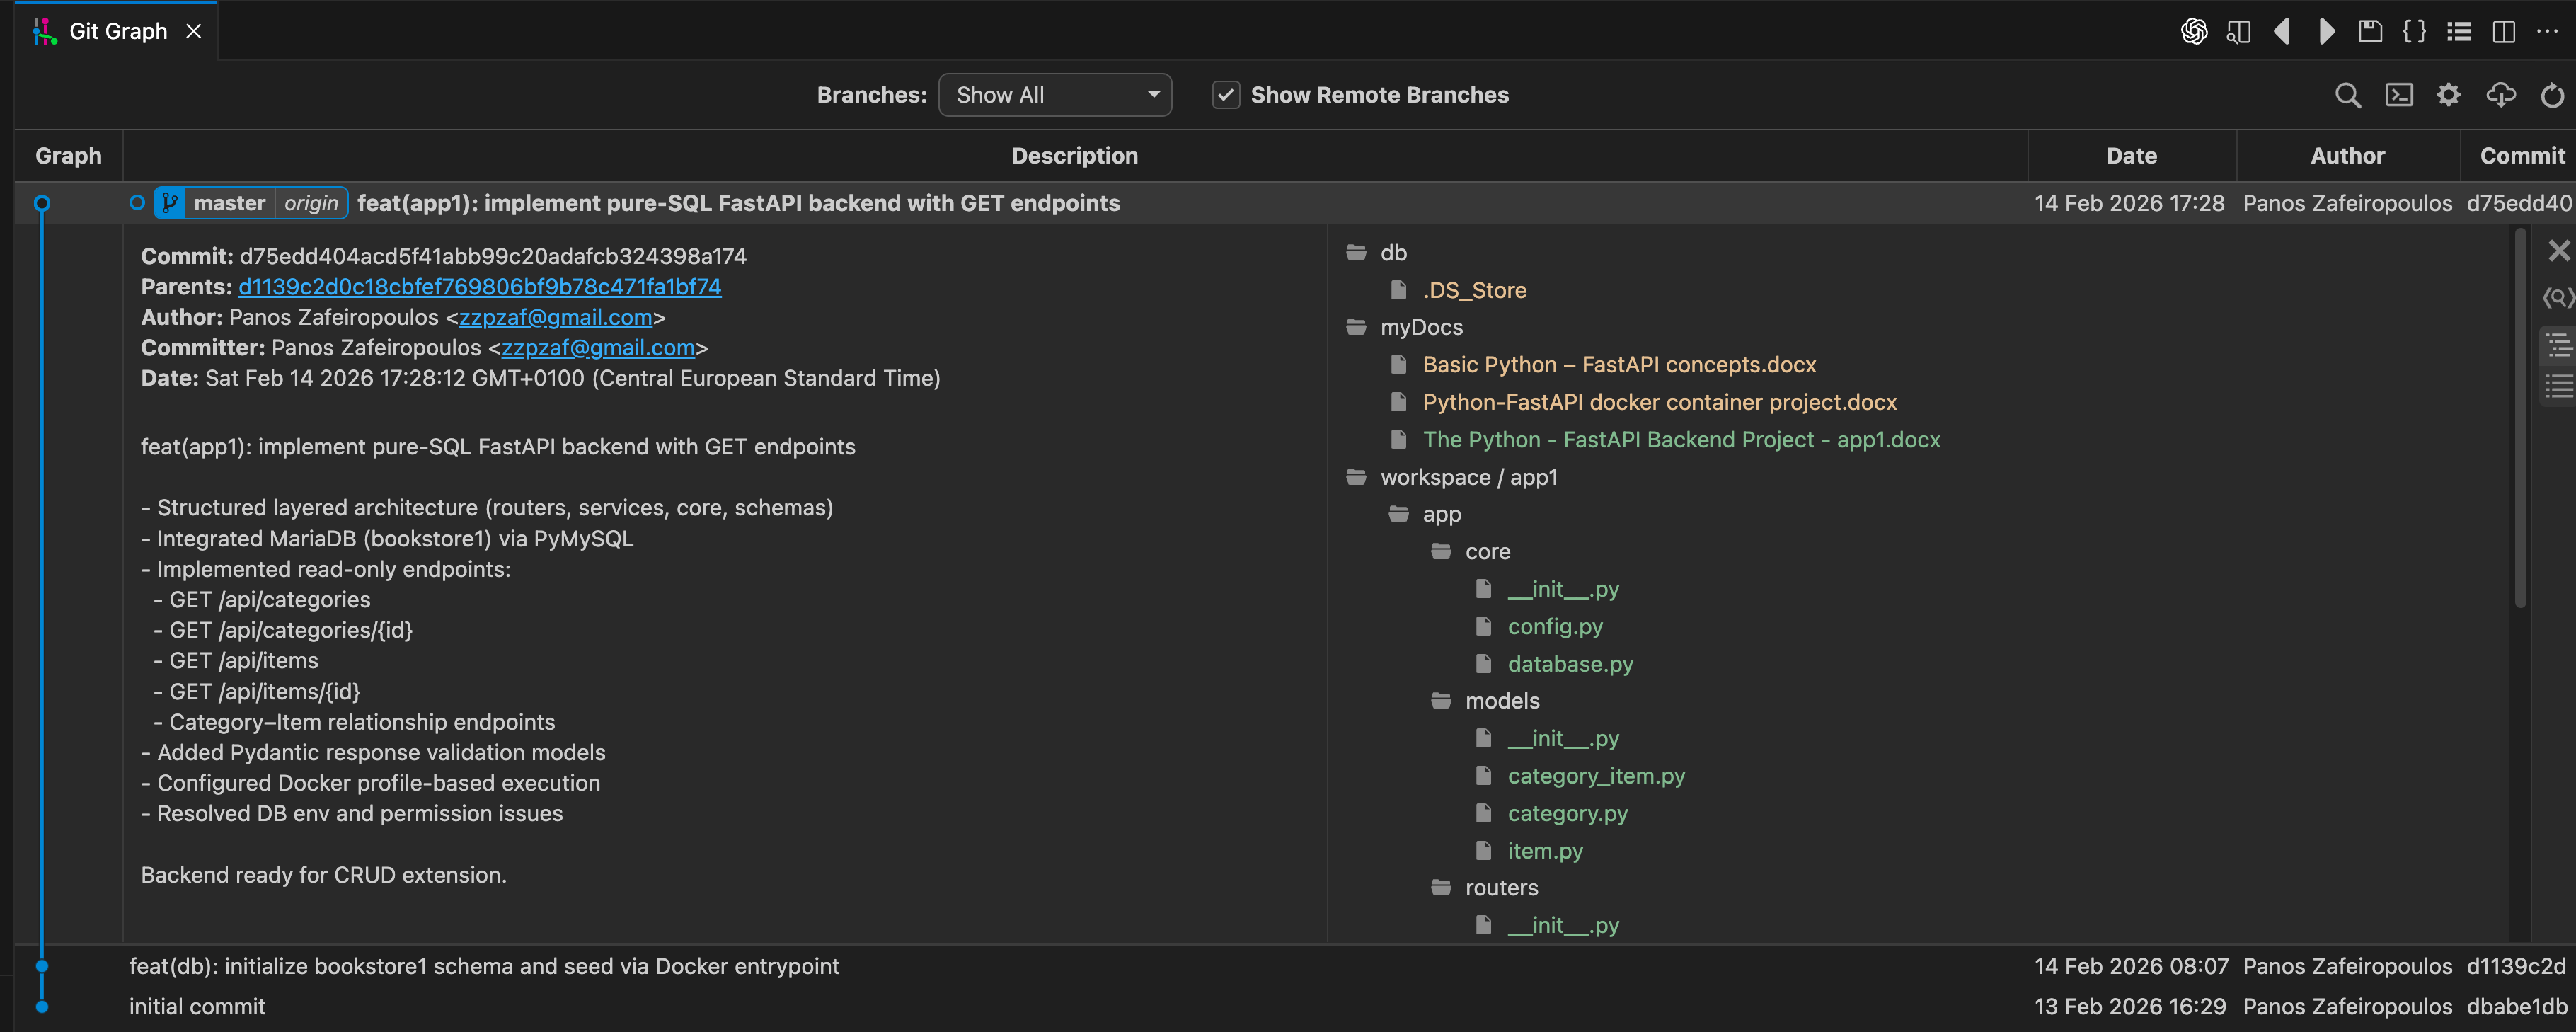 Git Graph
Branches: Show All Show Remote Branches
Graph Description Date Author Commit
master origin feat(app1): implement pure-SQL FastAPI backend with GET endpoints 14 Feb 2026 17:28 Panos Zafeiropoulos d75edd40
Commit: d75edd404acd5f41abb99c20adafcb324398a174
Parents: d1139c2d0c18cbfef769806bf9b78c471fa1bf74
Author: Panos Zafeiropoulos <zzpzaf@gmail.com>
Committer: Panos Zafeiropoulos <zzpzaf@gmail.com>
Date: Sat Feb 14 2026 17:28:12 GMT+0100 (Central European Standard Time)
feat(app1): implement pure-SQL FastAPI backend with GET endpoints
- Structured layered architecture (routers, services, core, schemas)
- Integrated MariaDB (bookstore1) via PyMySQL
- Implemented read-only endpoints:
- GET /api/categories
- GET /api/categories/{id}
- GET /api/items
- GET /api/items/{id}
- Category–Item relationship endpoints
- Added Pydantic response validation models
- Configured Docker profile-based execution
- Resolved DB env and permission issues
Backend ready for CRUD extension.
db
.DS_Store
myDocs
Basic Python – FastAPI concepts.docx
Python-FastAPI docker container project.docx
The Python - FastAPI Backend Project - app1.docx
workspace / app1
app
core
__init__.py
config.py
database.py
models
__init__.py
category_item.py
category.py
item.py
routers
__init__.py
feat(db): initialize bookstore1 schema and seed via Docker entrypoint 14 Feb 2026 08:07 Panos Zafeiropoulos d1139c2d
initial commit 13 Feb 2026 16:29 Panos Zafeiropoulos dbabe1db